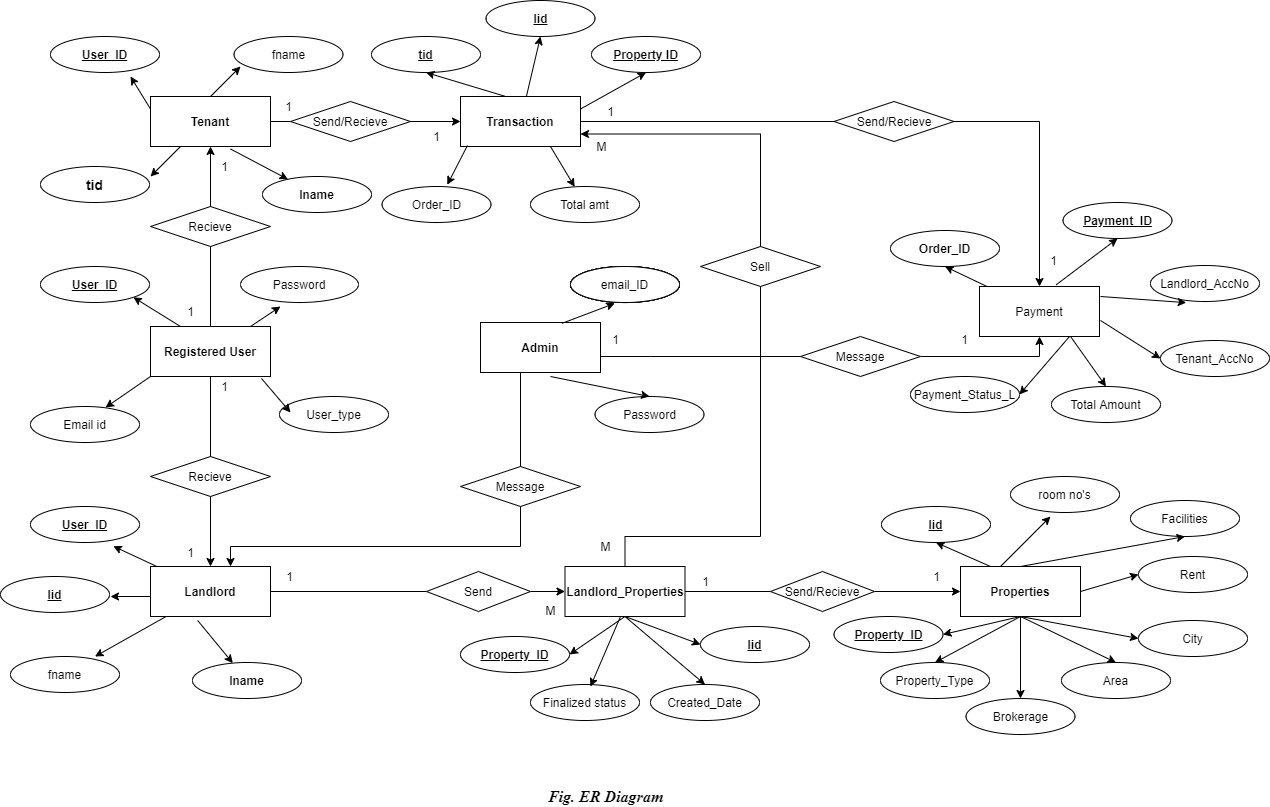 lid
User_ID
fname
tid
Property ID
1
1
Tenant
Send/Recieve
Transaction
Send/Recieve
1
M
1
tid
lname
Order_ID
Total amt
Recieve
Payment_ID
Order_ID
1
Sell
User_ID
Password
email_ID
Landlord_AccNo
1
Payment
Registered User
Admin
1
1
Message
Tenant_AccNo
1
Payment_Status_L
Total Amount
Email id
User_type
Password
Recieve
Message
room no's
User_ID
lid
Facilities
1
M
1
1
1
Rent
lid
Landlord
Send
Landlord_Properties
Send/Recieve
Properties
M
Property_ID
City
Property_ID
lid
fname
lname
Property_Type
Area
Finalized status
Created_Date
Brokerage
Fig. ER Diagram